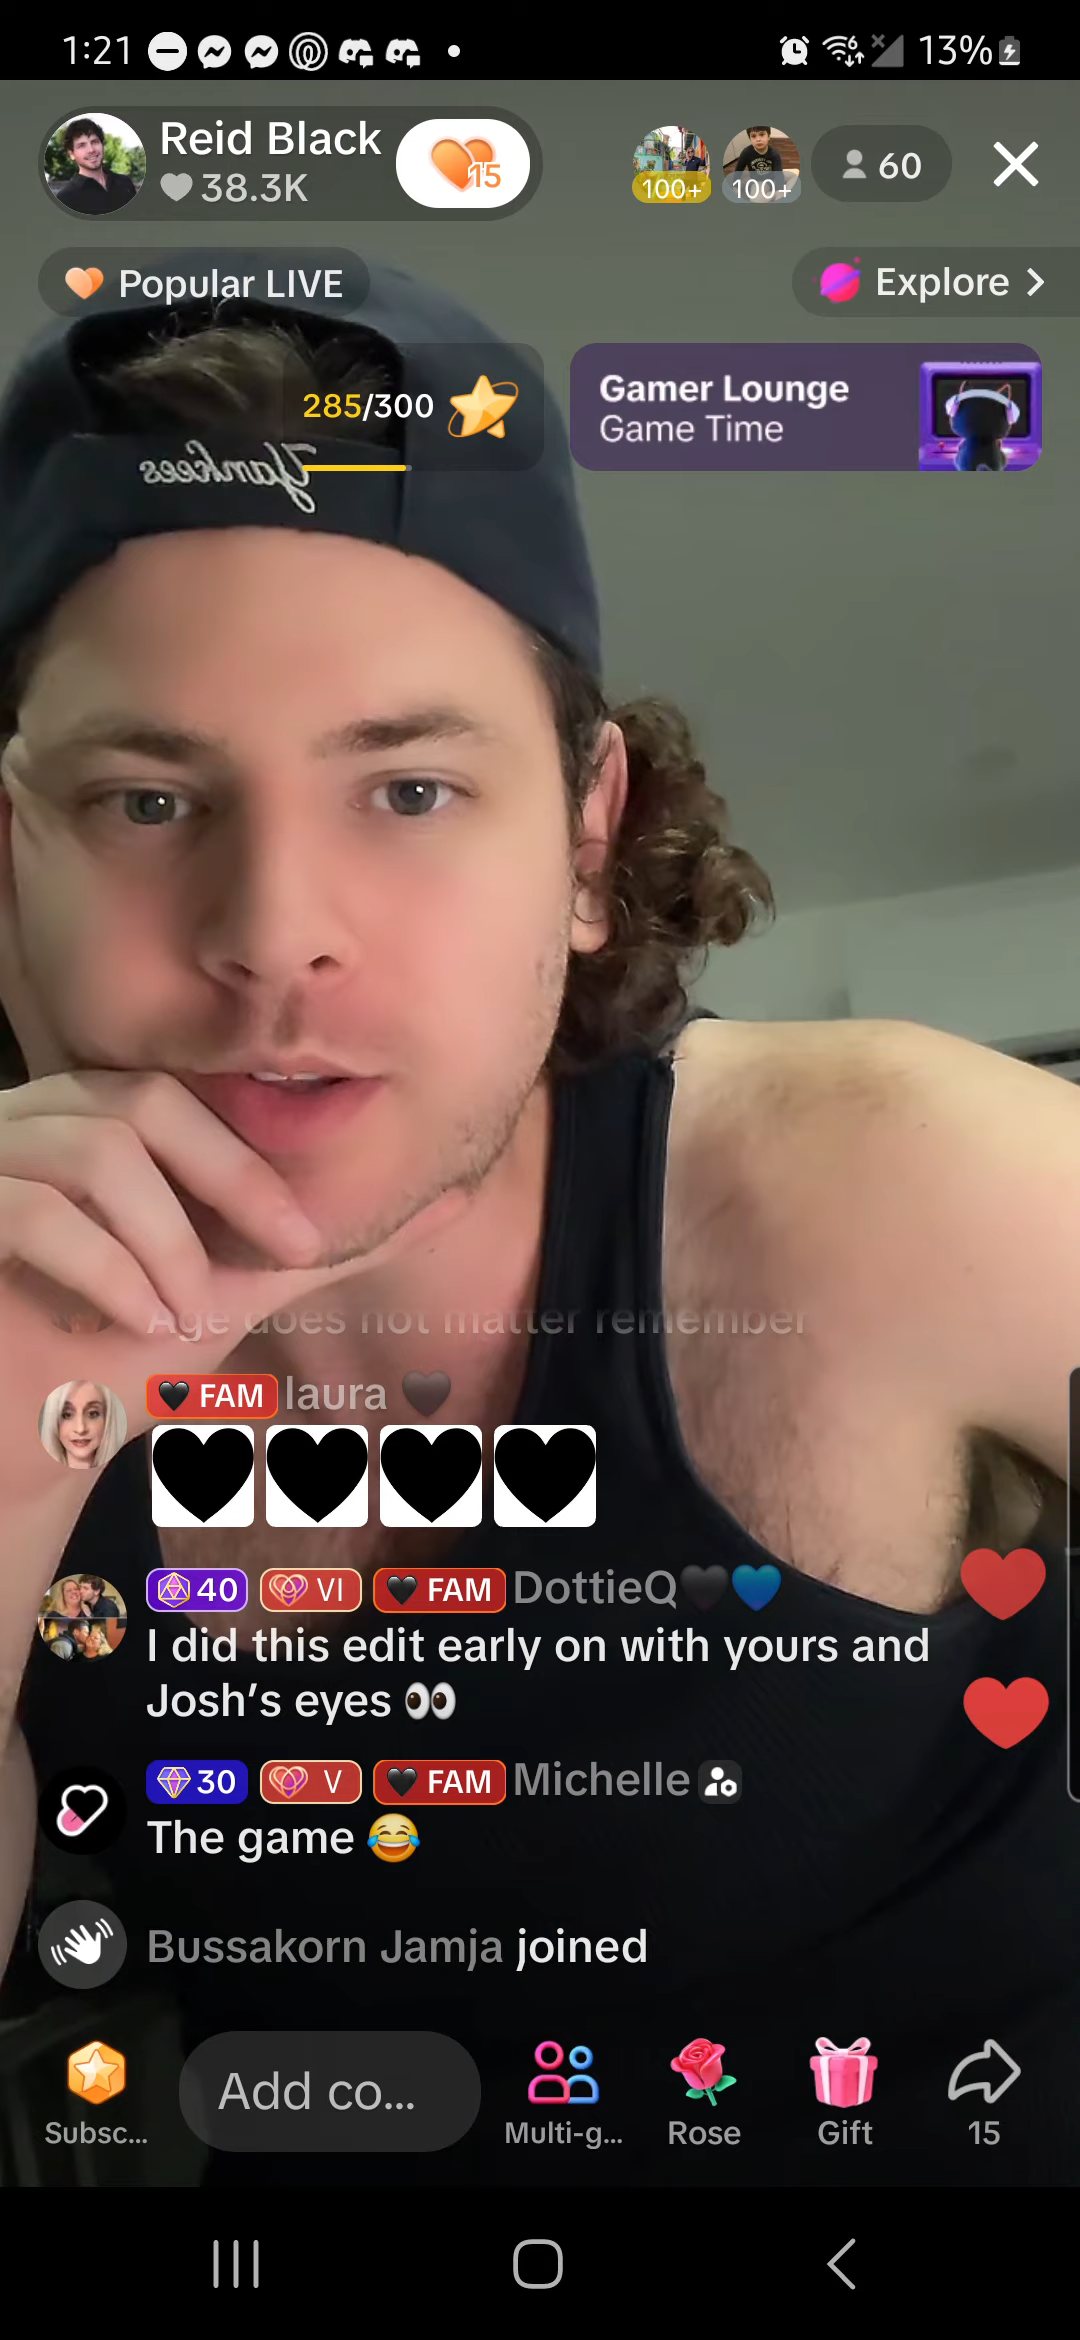 1:21
13%
Reid Black
38.3K
15
100+
100+
60
Popular LIVE
Explore
285/300
Gamer Lounge
Game Time
Yankees
Age does not matter remember
🖤 FAM laura 🖤
🖤🖤🖤🖤
40 VI 🖤 FAM DottieQ🖤💙
I did this edit early on with yours and
Josh's eyes 👀
30 V 🖤 FAM Michelle
The game 😂
Bussakorn Jamja joined
Add co...
Subsc...
Multi-g...
Rose
Gift
15